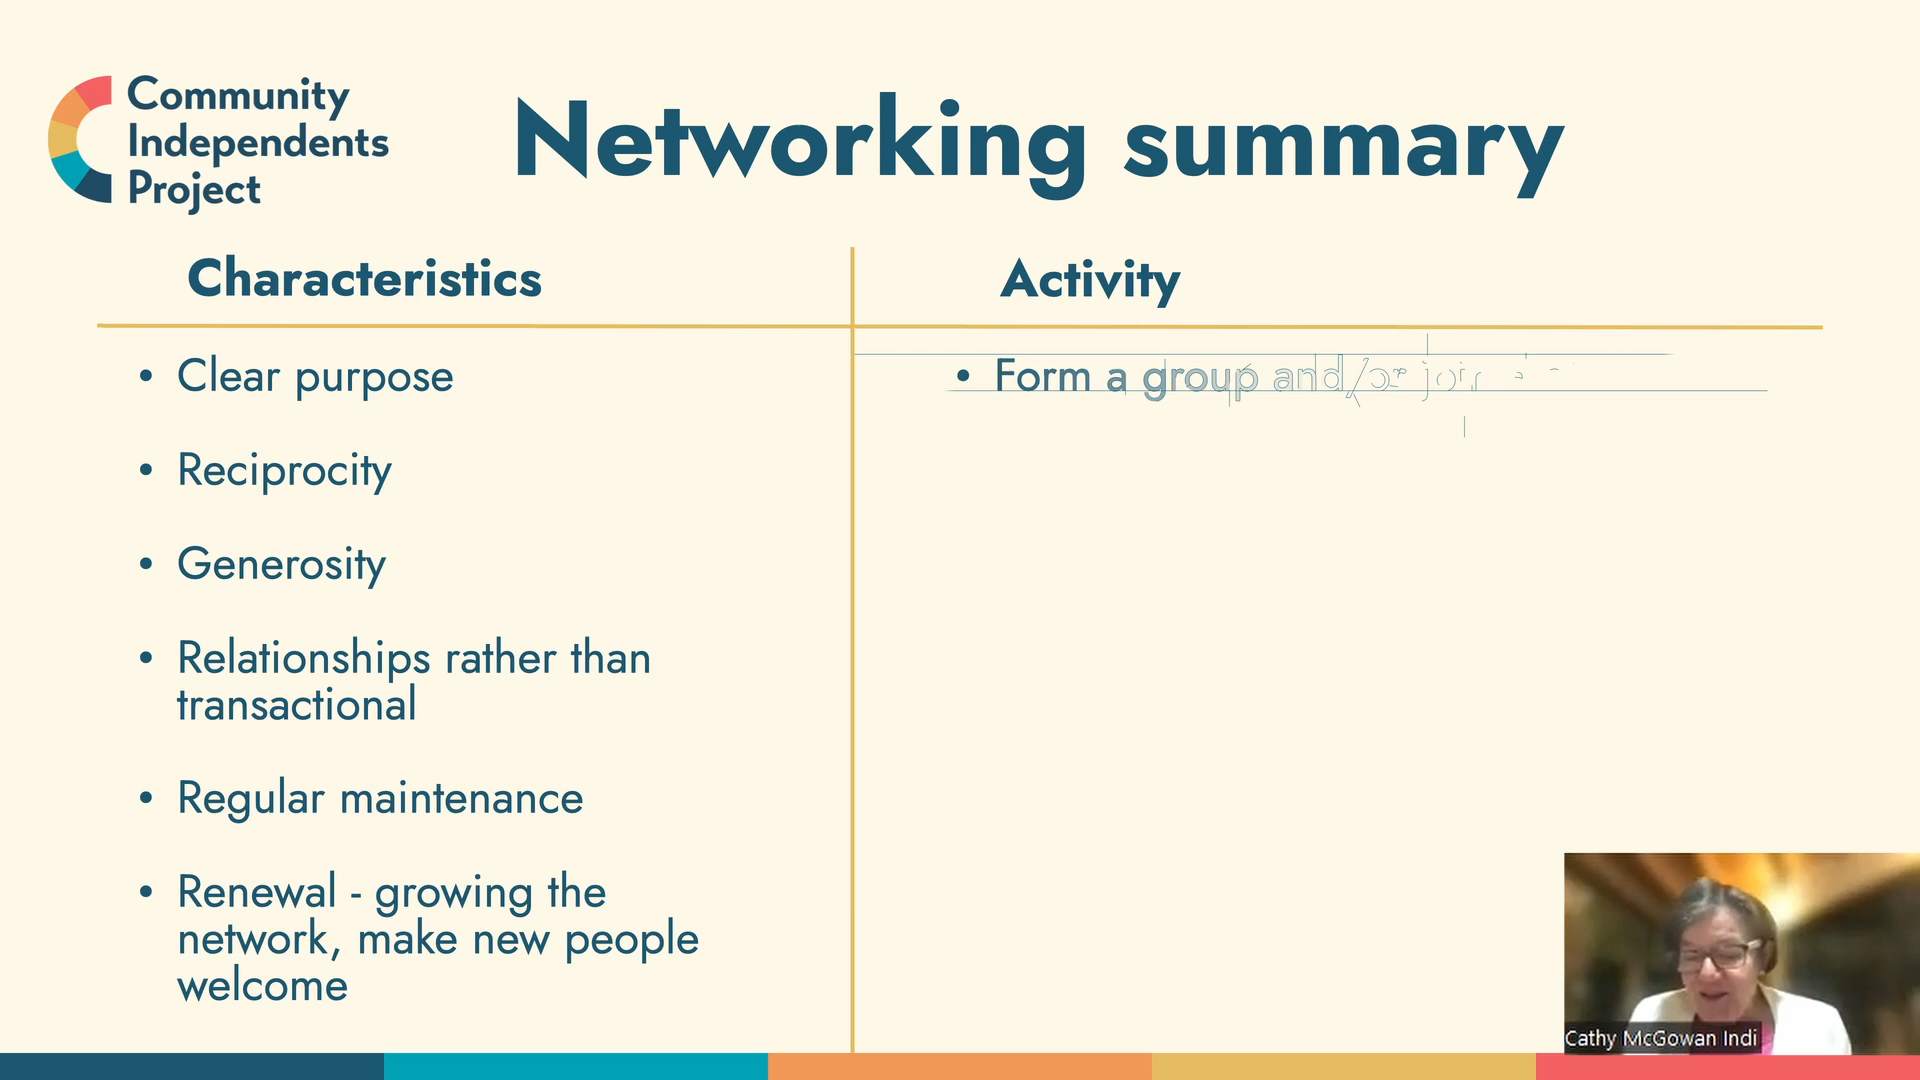 Community
Independents
Project
Networking summary
Characteristics
• Clear purpose
• Reciprocity
• Generosity
• Relationships rather than
transactional
• Regular maintenance
• Renewal - growing the
network, make new people
welcome
Activity
• Form a group and/or join
Cathy McGowan Indi